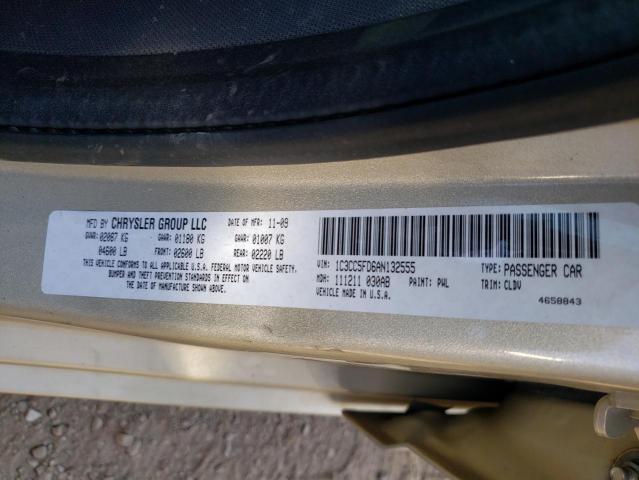 MFD BY CHRYSLER GROUP LLC DATE OF MFR: 11-09
GVWR: 02087 KG GAWR: 01180 KG GAWR: 01007 KG
04600 LB FRONT: 02600 LB REAR: 02220 LB
THIS VEHICLE CONFORMS TO ALL APPLICABLE U.S.A. FEDERAL MOTOR VEHICLE SAFETY,
BUMPER AND THEFT PREVENTION STANDARDS IN EFFECT ON
THE DATE OF MANUFACTURE SHOWN ABOVE.
VIN: 1C3CC5FD6AN132555 TYPE: PASSENGER CAR
MDH: 111211 030AB PAINT: PWL TRIM: CLDV
VEHICLE MADE IN U.S.A.
4658843